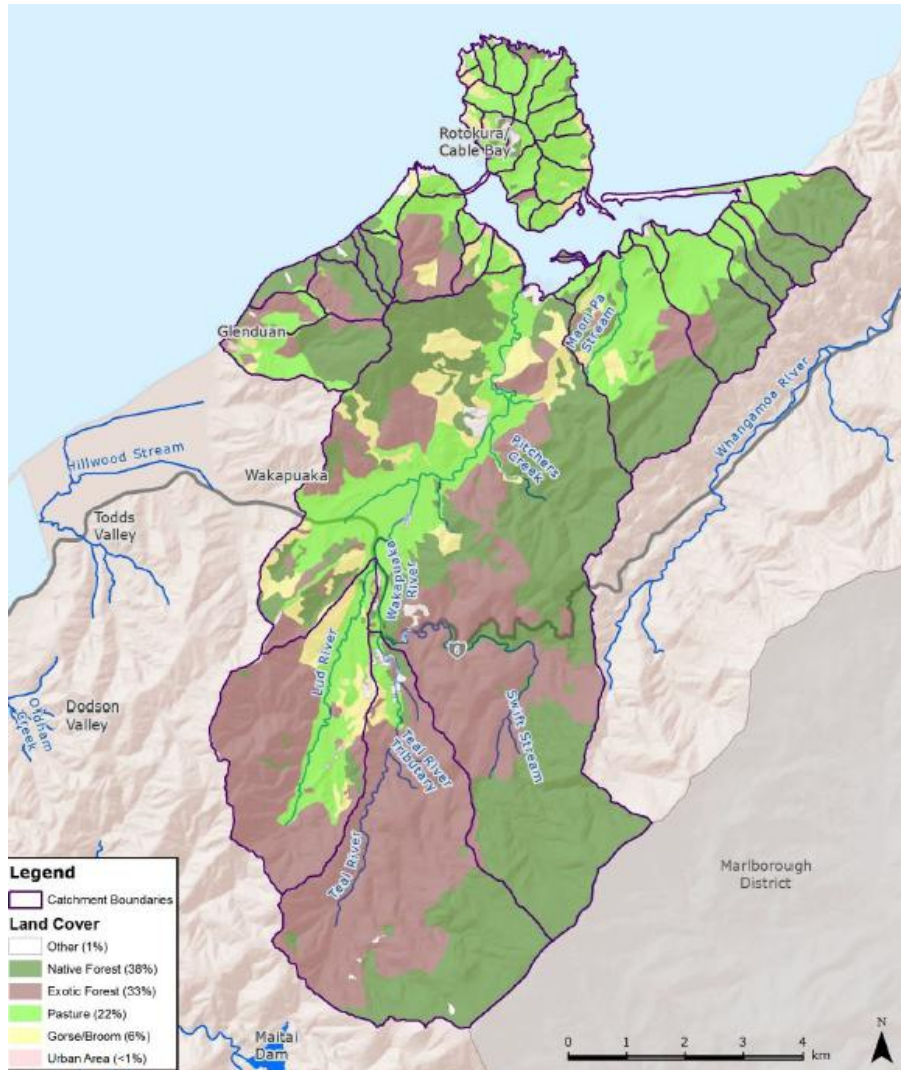 Rotokura/
Cable Bay
Glenduan
Maori Pa
Stream
Whangamoa River
Hillwood Stream
Wakapuaka
Pitchers
Creek
Todds
Valley
Wakapuaka
River
6
Lud River
Dodson
Valley
Oldham
Creek
Swift Stream
Teal River
Tributary
Teal River
Marlborough
District
Legend
Catchment Boundaries
Land Cover
Other (1%)
Native Forest (38%)
Exotic Forest (33%)
Pasture (22%)
Gorse/Broom (6%)
Urban Area (<1%)
Maitai
Dam
0 1 2 3 4
km
N